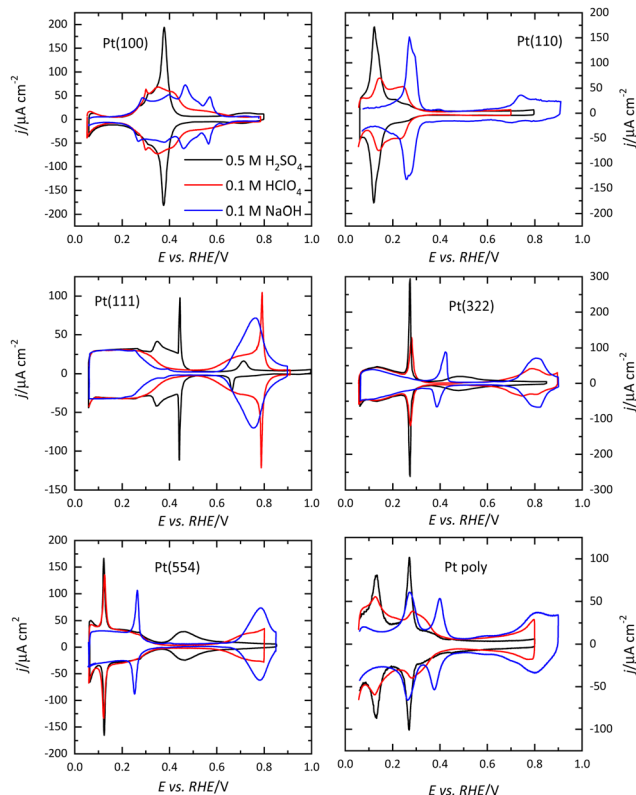 Pt(100)
200
150
100
50
0
-50
-100
-150
-200
j/µA cm⁻²
0.5 M H₂SO₄
0.1 M HClO₄
0.1 M NaOH
0.0 0.2 0.4 0.6 0.8 1.0
E vs. RHE/V
Pt(110)
150
100
50
0
-50
-100
-150
j/µA cm⁻²
0.0 0.2 0.4 0.6 0.8 1.0
E vs. RHE/V
Pt(111)
100
50
0
-50
-100
-150
j/µA cm⁻²
0.0 0.2 0.4 0.6 0.8 1.0
E vs. RHE/V
Pt(322)
300
200
100
0
-100
-200
-300
j/µA cm⁻²
0.0 0.2 0.4 0.6 0.8 1.0
E vs. RHE/V
Pt(554)
200
150
100
50
0
-50
-100
-150
-200
j/µA cm⁻²
0.0 0.2 0.4 0.6 0.8 1.0
E vs. RHE/V
Pt poly
100
50
0
-50
-100
j/µA cm⁻²
0.0 0.2 0.4 0.6 0.8 1.0
E vs. RHE/V